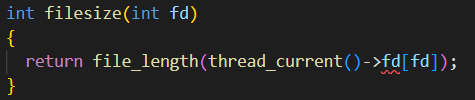 int filesize(int fd)
{
  return file_length(thread_current()->fd[fd]);
}